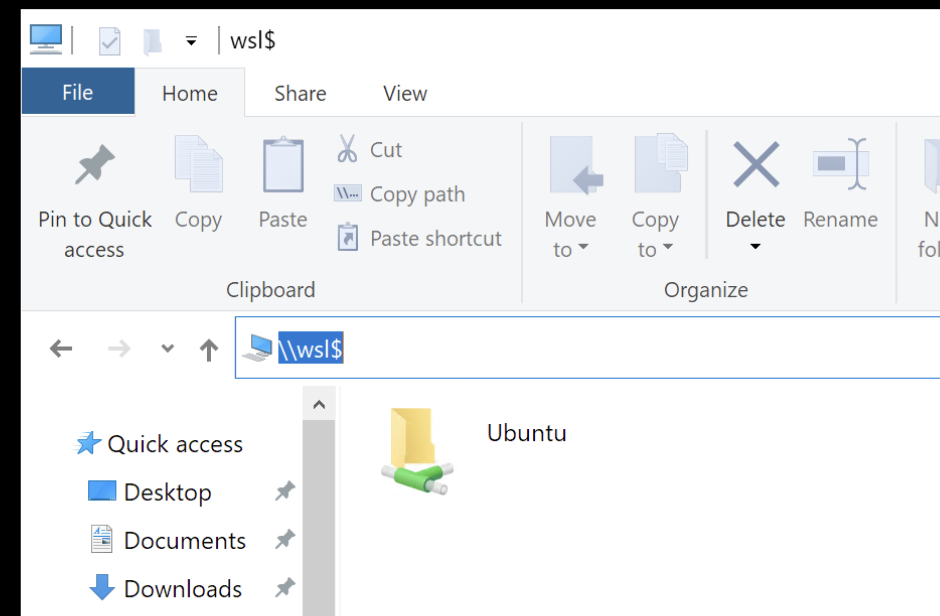 wsl$
File
Home
Share
View
Pin to Quick
access
Copy
Paste
Cut
Copy path
Paste shortcut
Move
to
Copy
to
Delete
Rename
Clipboard
Organize
\\wsl$
Quick access
Desktop
Documents
Downloads
Ubuntu